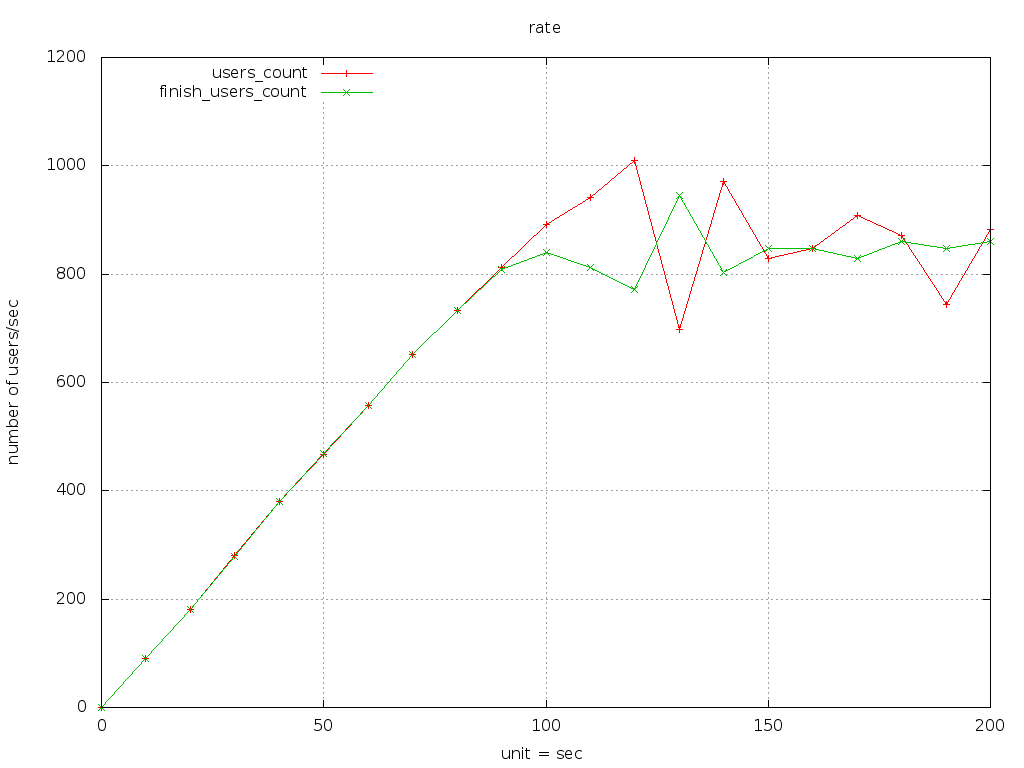 rate
1200
1000
800
600
400
200
0
users_count
finish_users_count
number of users/sec
0 50 100 150 200
unit = sec